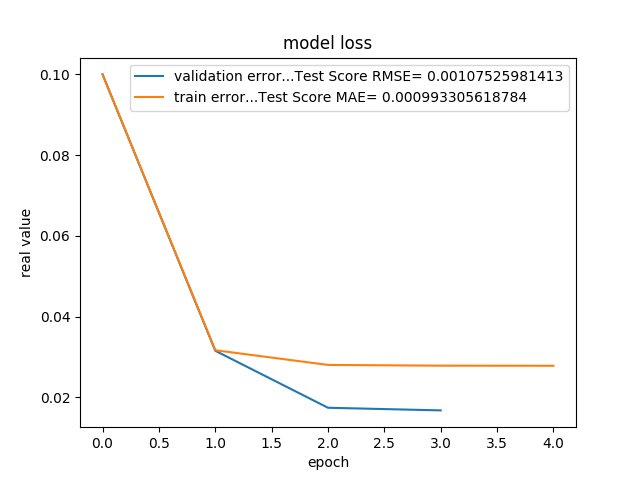 model loss
validation error...Test Score RMSE= 0.00107525981413
train error...Test Score MAE= 0.000993305618784
0.10
0.08
0.06
0.04
0.02
real value
0.0 0.5 1.0 1.5 2.0 2.5 3.0 3.5 4.0
epoch